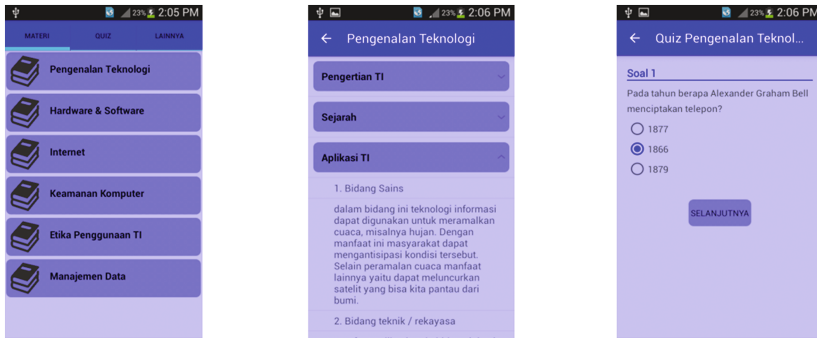 23% 2:05 PM
MATERI QUIZ LAINNYA
Pengenalan Teknologi
Hardware & Software
Internet
Keamanan Komputer
Etika Penggunaan TI
Manajemen Data
23% 2:06 PM
Pengenalan Teknologi
Pengertian TI
Sejarah
Aplikasi TI
1. Bidang Sains
dalam bidang ini teknologi informasi
dapat digunakan untuk meramalkan
cuaca, misalnya hujan. Dengan
manfaat ini masyarakat dapat
mengantisipasi kondisi tersebut.
Selain peramalan cuaca manfaat
lainnya yaitu dapat meluncurkan
satelit yang bisa kita pantau dari
bumi.
2. Bidang teknik / rekayasa
23% 2:06 PM
Quiz Pengenalan Teknol...
Soal 1
Pada tahun berapa Alexander Graham Bell
menciptakan telepon?
1877
1866
1879
SELANJUTNYA